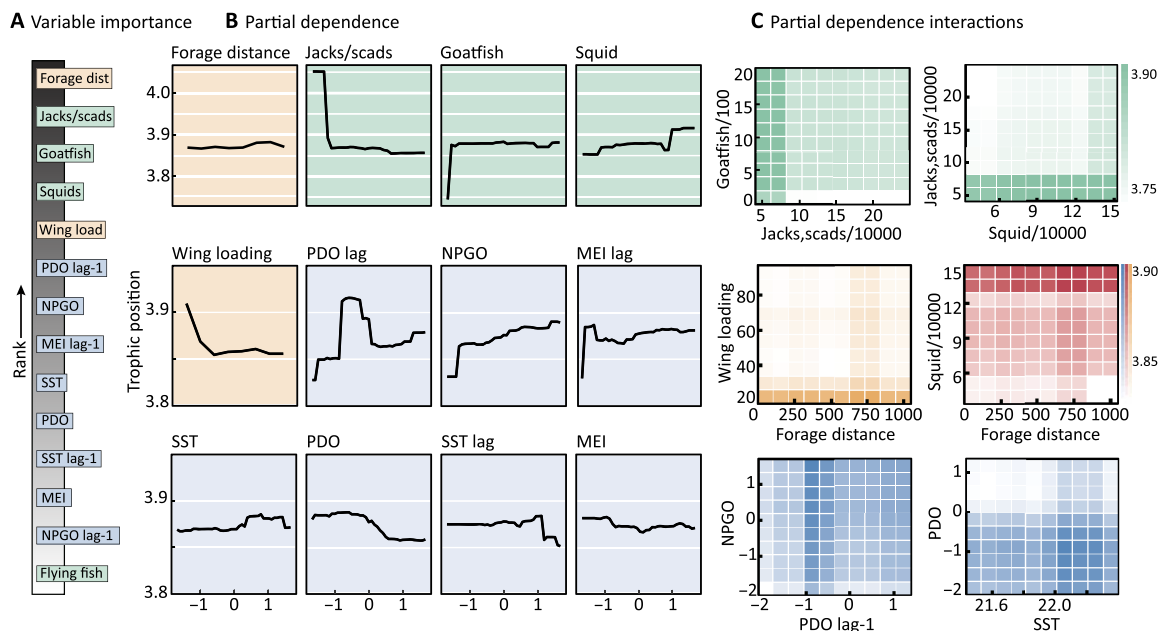 A Variable importance
B Partial dependence
C Partial dependence interactions
Rank
Forage dist
Jacks/scads
Goatfish
Squids
Wing load
PDO lag-1
NPGO
MEI lag-1
SST
PDO
SST lag-1
MEI
NPGO lag-1
Flying fish
Trophic position
Forage distance Jacks/scads Goatfish Squid
4.0
3.9
3.8
Wing loading PDO lag NPGO MEI lag
3.9
3.8
SST PDO SST lag MEI
3.9
3.8
−1 0 1 −1 0 1 −1 0 1 −1 0 1
Goatfish/100
20
15
10
5
0
5 10 15 20
Jacks,scads/10000
Jacks,scads/10000
20
15
10
5
6 9 12 15
Squid/10000
3.90
3.75
Wing loading
80
60
40
20
0 250 500 750 1000
Forage distance
Squid/10000
15
12
9
6
0 250 500 750 1000
Forage distance
3.90
3.85
NPGO
1
0
−1
−2
−2 −1 0 1
PDO lag-1
PDO
1
0
−1
−2
21.6 22.0
SST